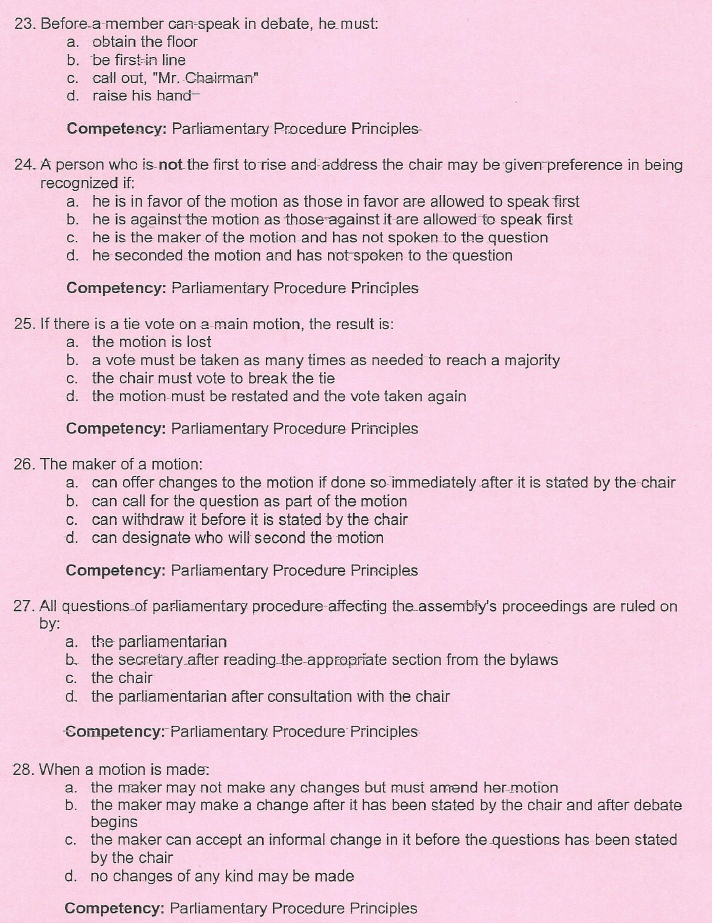 23. Before a member can speak in debate, he must:
a. obtain the floor
b. be first in line
c. call out, "Mr. Chairman"
d. raise his hand
Competency: Parliamentary Procedure Principles
24. A person who is not the first to rise and address the chair may be given preference in being
recognized if:
a. he is in favor of the motion as those in favor are allowed to speak first
b. he is against the motion as those against it are allowed to speak first
c. he is the maker of the motion and has not spoken to the question
d. he seconded the motion and has not spoken to the question
Competency: Parliamentary Procedure Principles
25. If there is a tie vote on a main motion, the result is:
a. the motion is lost
b. a vote must be taken as many times as needed to reach a majority
c. the chair must vote to break the tie
d. the motion must be restated and the vote taken again
Competency: Parliamentary Procedure Principles
26. The maker of a motion:
a. can offer changes to the motion if done so immediately after it is stated by the chair
b. can call for the question as part of the motion
c. can withdraw it before it is stated by the chair
d. can designate who will second the motion
Competency: Parliamentary Procedure Principles
27. All questions of parliamentary procedure affecting the assembly's proceedings are ruled on
by:
a. the parliamentarian
b. the secretary after reading the appropriate section from the bylaws
c. the chair
d. the parliamentarian after consultation with the chair
Competency: Parliamentary Procedure Principles
28. When a motion is made:
a. the maker may not make any changes but must amend her motion
b. the maker may make a change after it has been stated by the chair and after debate
begins
c. the maker can accept an informal change in it before the questions has been stated
by the chair
d. no changes of any kind may be made
Competency: Parliamentary Procedure Principles